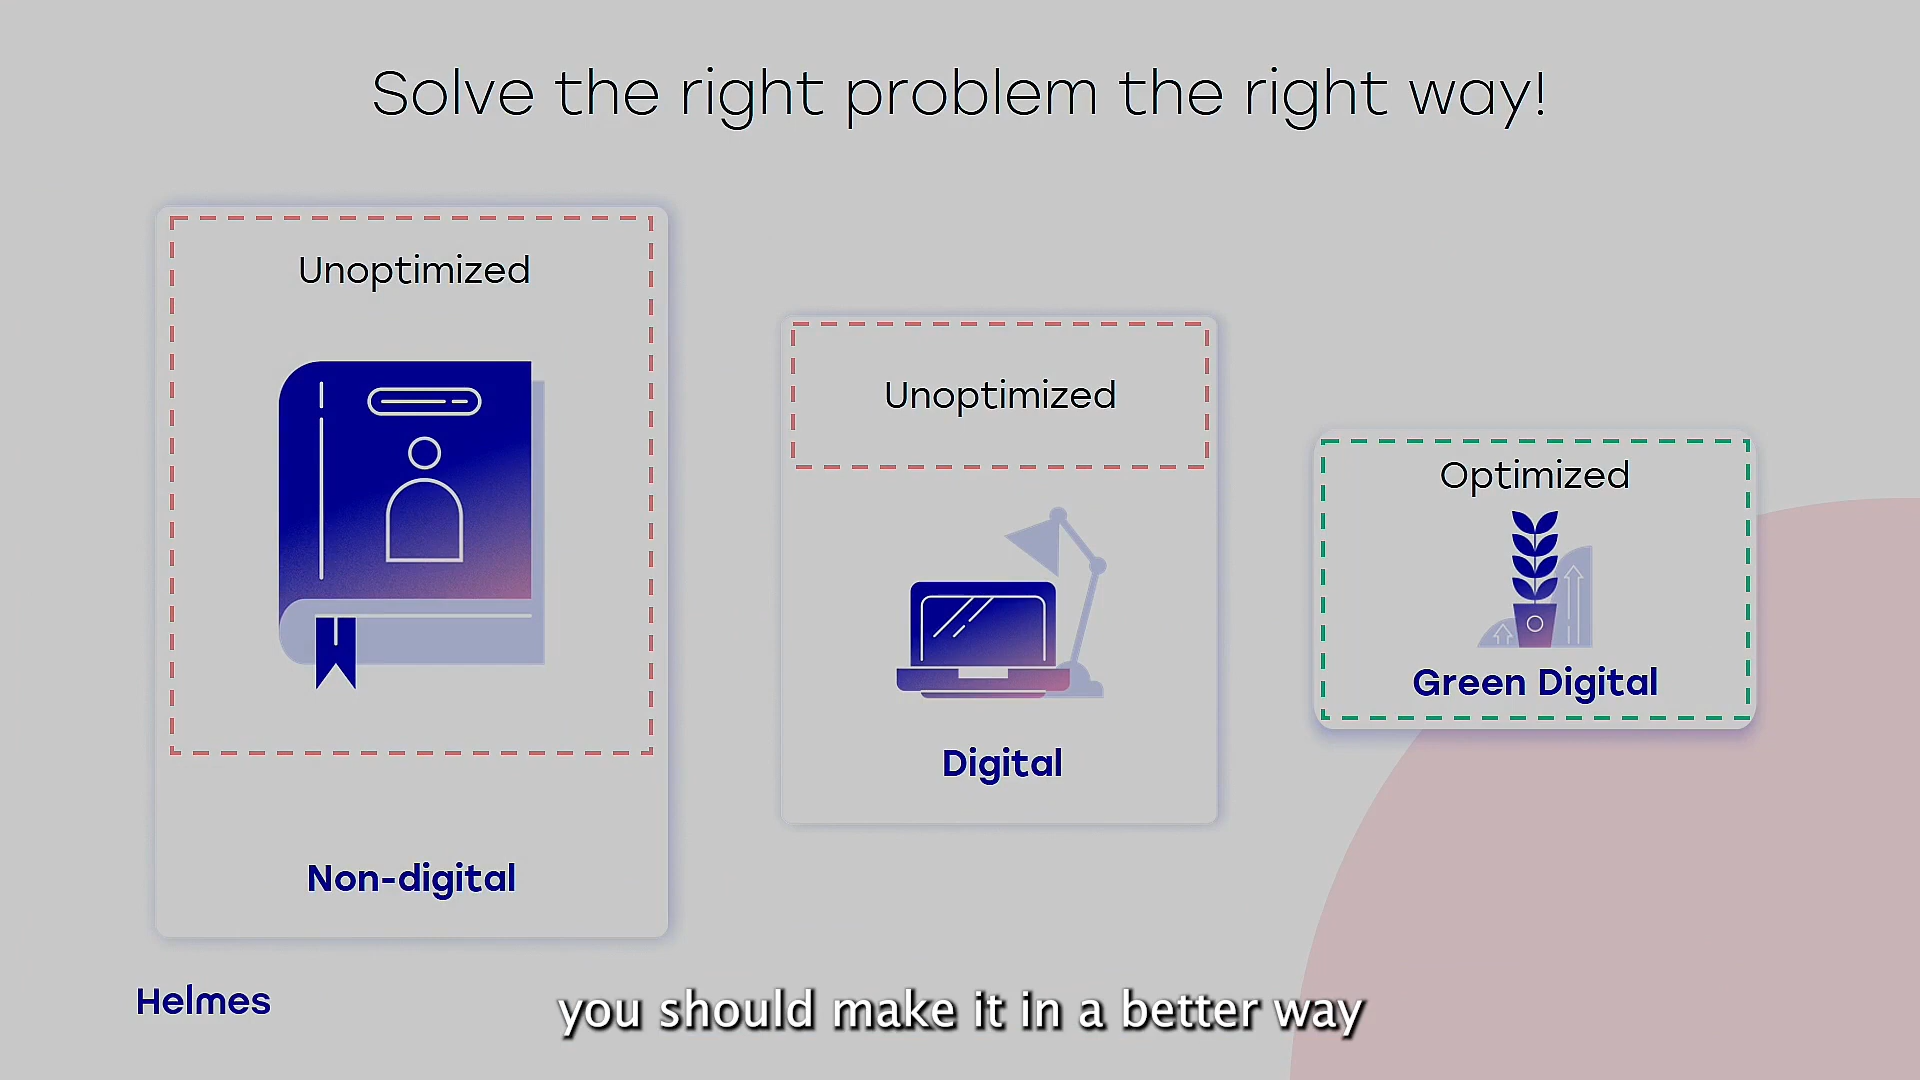 Solve the right problem the right way!
Unoptimized
Non-digital
Unoptimized
Digital
Optimized
Green Digital
Helmes
you should make it in a better way